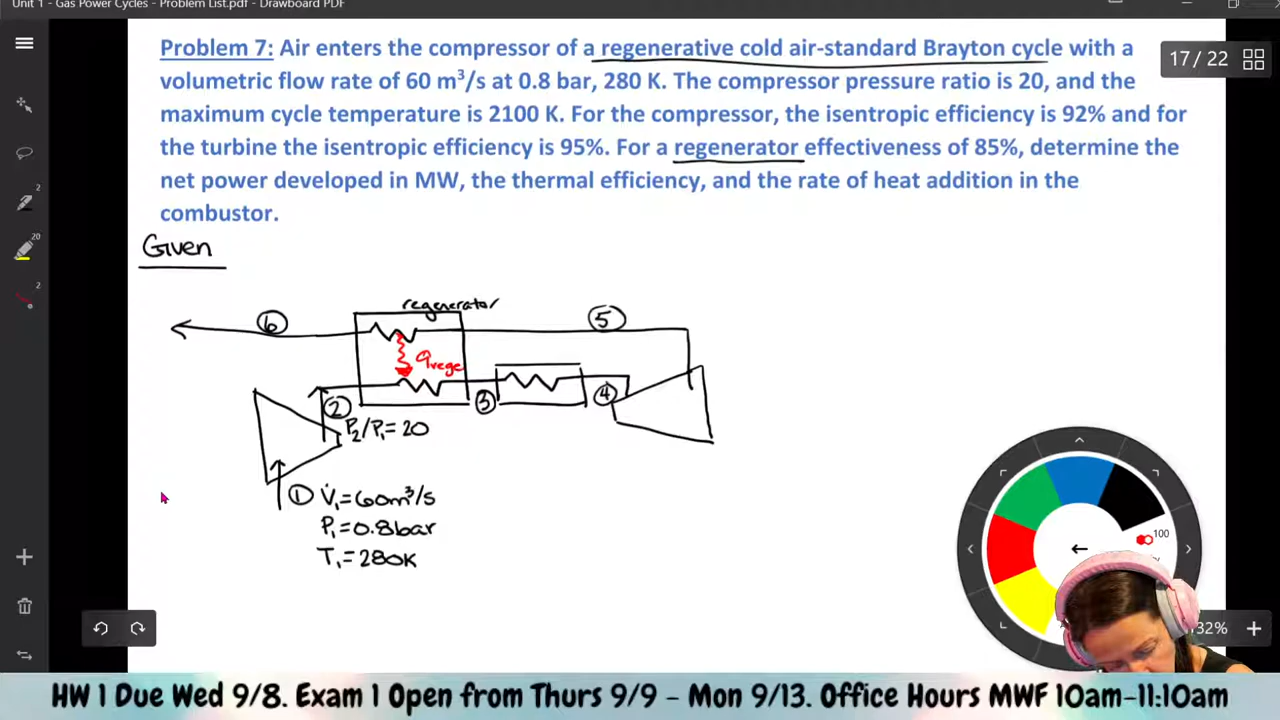 Unit 1 - Gas Power Cycles - Problem List.pdf - Drawboard PDF
Problem 7: Air enters the compressor of a regenerative cold air-standard Brayton cycle with a
volumetric flow rate of 60 m³/s at 0.8 bar, 280 K. The compressor pressure ratio is 20, and the
maximum cycle temperature is 2100 K. For the compressor, the isentropic efficiency is 92% and for
the turbine the isentropic efficiency is 95%. For a regenerator effectiveness of 85%, determine the
net power developed in MW, the thermal efficiency, and the rate of heat addition in the
combustor.
17 / 22
2
20
2
Given
regenerator
6
5
qrege
2
3
4
P₂/P₁ = 20
1 V̇₁ = 60m³/s
P₁ = 0.8bar
T₁ = 280K
100
132%
HW 1 Due Wed 9/8. Exam 1 Open from Thurs 9/9 - Mon 9/13. Office Hours MWF 10am-11:10am